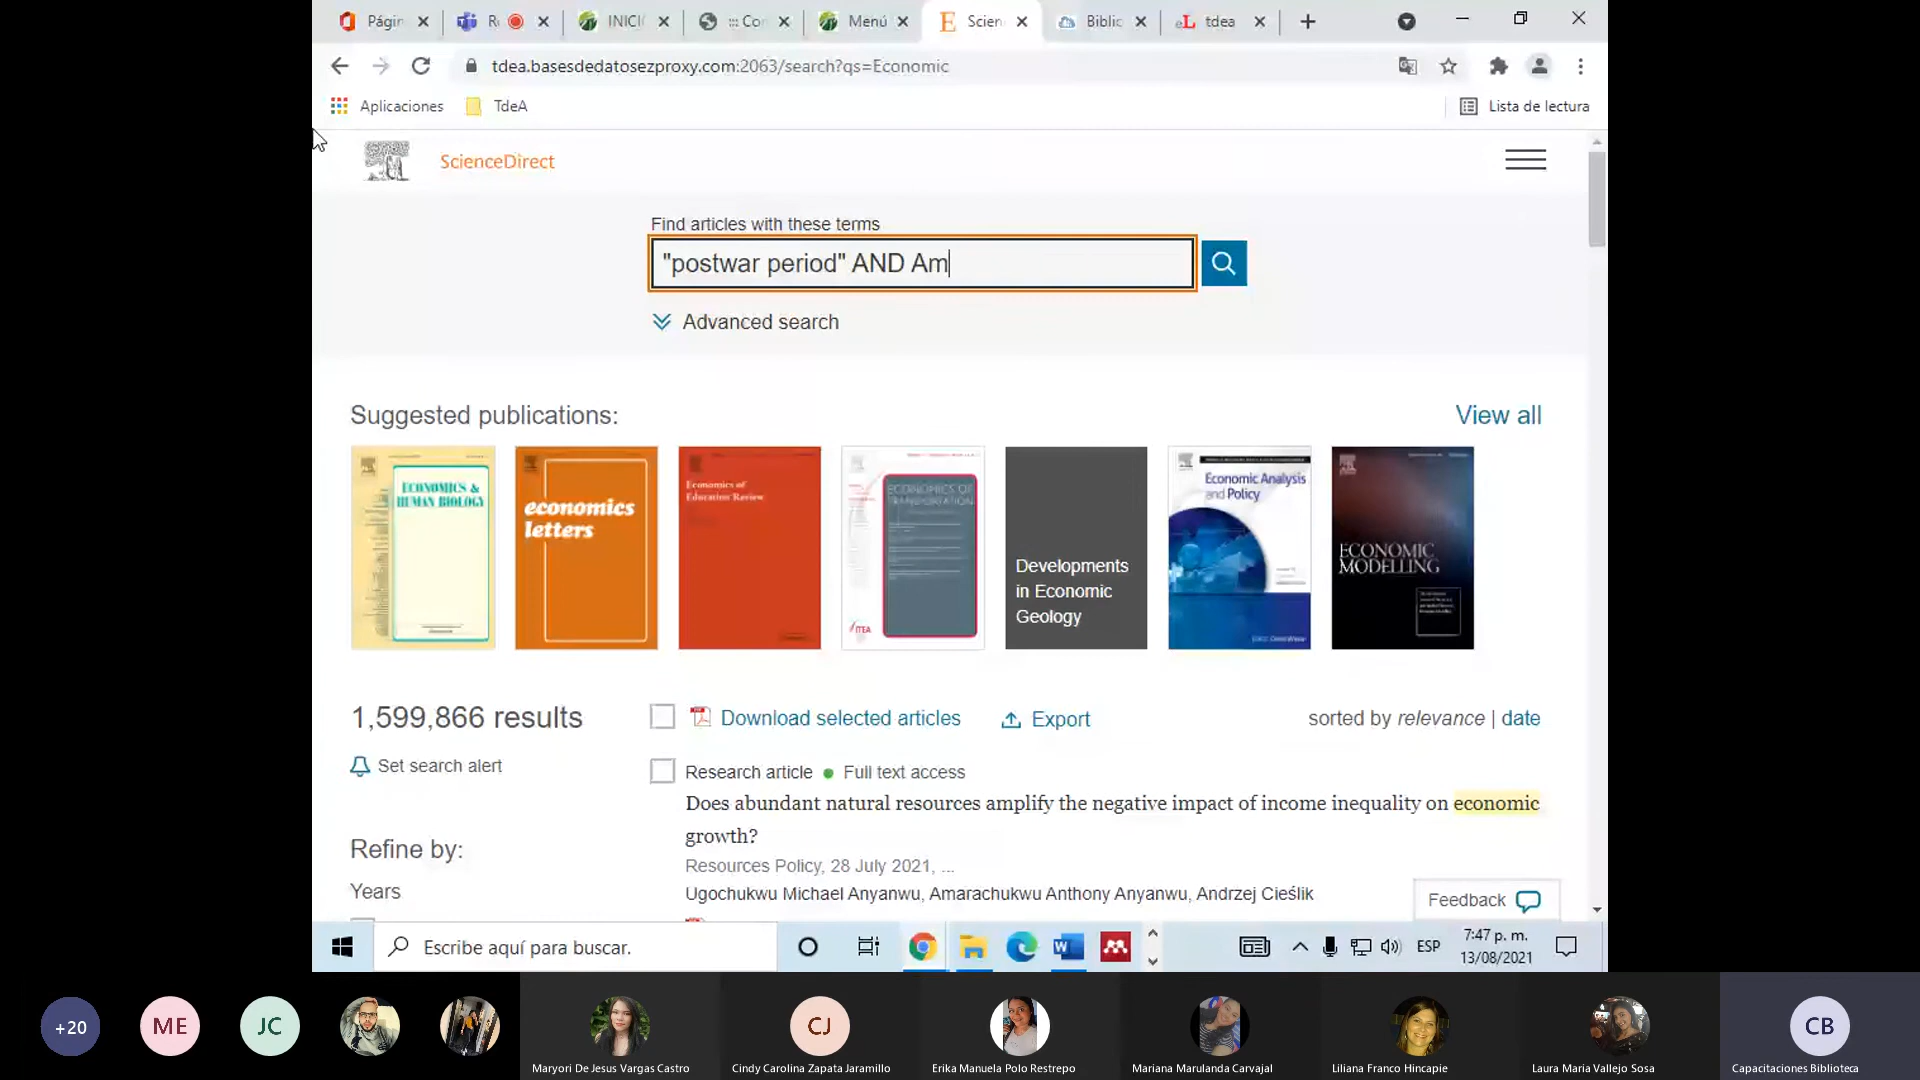 Págin
R
INICI
::: Cor
Menú
Scien
Biblic
tdea
tdea.basesdedatosezproxy.com:2063/search?qs=Economic
Aplicaciones
TdeA
Lista de lectura
ScienceDirect
Find articles with these terms
"postwar period" AND Am
Advanced search
Suggested publications:
View all
ECONOMICS &
HUMAN BIOLOGY
economics
letters
Economics of
Education Review
ECONOMICS OF
TRANSPORTATION
ITEA
Developments
in Economic
Geology
Economic Analysis
and Policy
ECONOMIC
MODELLING
1,599,866 results
Download selected articles
Export
sorted by relevance | date
Set search alert
Research article
Full text access
Does abundant natural resources amplify the negative impact of income inequality on economic
growth?
Resources Policy, 28 July 2021, ...
Ugochukwu Michael Anyanwu, Amarachukwu Anthony Anyanwu, Andrzej Cieślik
Refine by:
Years
Feedback
Escribe aquí para buscar.
ESP
7:47 p. m.
13/08/2021
+20
ME
JC
CJ
CB
Maryori De Jesus Vargas Castro
Cindy Carolina Zapata Jaramillo
Erika Manuela Polo Restrepo
Mariana Marulanda Carvajal
Liliana Franco Hincapie
Laura Maria Vallejo Sosa
Capacitaciones Biblioteca